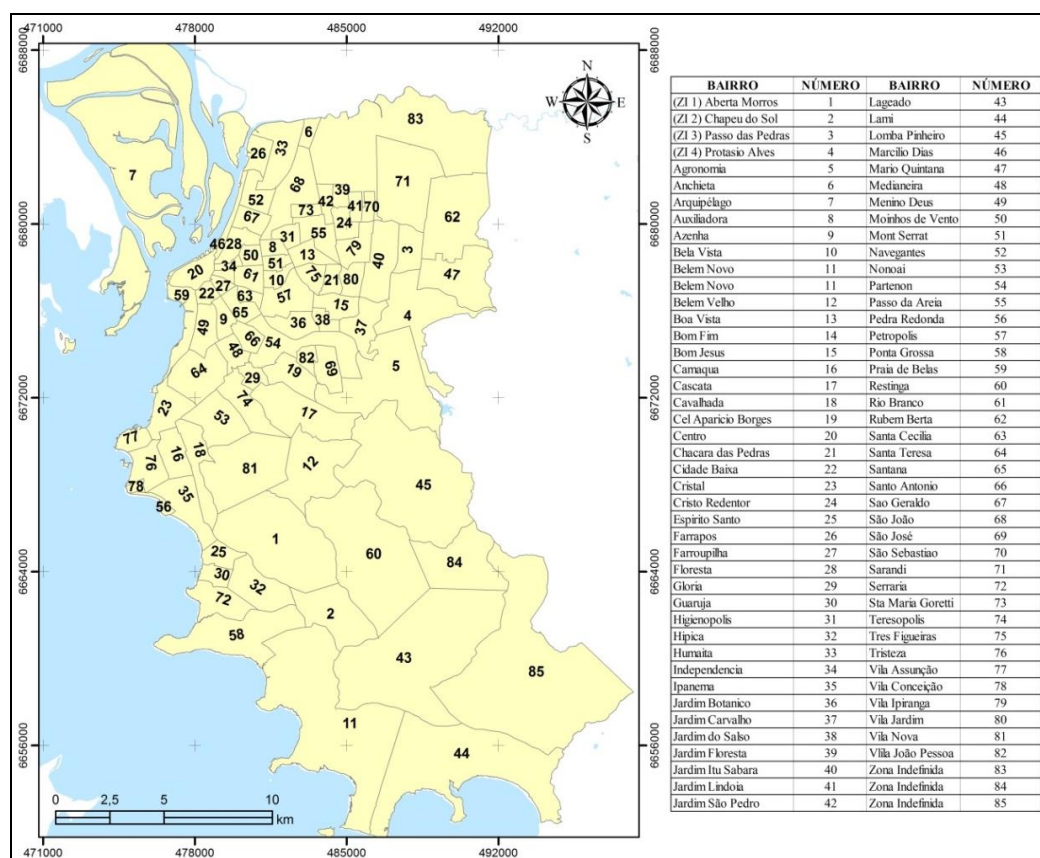 471000 478000 485000 492000
6688000 6688000
N
W E
S
83
6
33
26
7
68
71
39
52
42
41 70
73
67
24
62
31
55
46 28
8
79
3
50
13
40
34
51
20
61
75
47
10
21 80
27
59
22
63
57
15
65
4
9
36 38
49
37
66
54
48
82
5
64
19
69
29
74
23
53
17
77
18
76
16
81
12
78
35
45
56
1
25
60
84
30
32
72
2
58
43
85
11
44
6680000 6680000
6672000 6672000
6664000 6664000
6656000 6656000
0 2,5 5 10
km
471000 478000 485000 492000
BAIRRO NÚMERO BAIRRO NÚMERO
(ZI 1) Aberta Morros 1 Lageado 43
(ZI 2) Chapeu do Sol 2 Lami 44
(ZI 3) Passo das Pedras 3 Lomba Pinheiro 45
(ZI 4) Protasio Alves 4 Marcílio Dias 46
Agronomia 5 Mario Quintana 47
Anchieta 6 Medianeira 48
Arquipélago 7 Menino Deus 49
Auxiliadora 8 Moinhos de Vento 50
Azenha 9 Mont Serrat 51
Bela Vista 10 Navegantes 52
Belem Novo 11 Nonoai 53
Belem Novo 11 Partenon 54
Belem Velho 12 Passo da Areia 55
Boa Vista 13 Pedra Redonda 56
Bom Fim 14 Petropolis 57
Bom Jesus 15 Ponta Grossa 58
Camaqua 16 Praia de Belas 59
Cascata 17 Restinga 60
Cavalhada 18 Rio Branco 61
Cel Aparicio Borges 19 Rubem Berta 62
Centro 20 Santa Cecilia 63
Chacara das Pedras 21 Santa Teresa 64
Cidade Baixa 22 Santana 65
Cristal 23 Santo Antonio 66
Cristo Redentor 24 Sao Geraldo 67
Espirito Santo 25 São João 68
Farrapos 26 São José 69
Farroupilha 27 São Sebastiao 70
Floresta 28 Sarandi 71
Gloria 29 Serraria 72
Guaruja 30 Sta Maria Goretti 73
Higienopolis 31 Teresopolis 74
Hipica 32 Tres Figueiras 75
Humaita 33 Tristeza 76
Independencia 34 Vila Assunção 77
Ipanema 35 Vila Conceição 78
Jardim Botanico 36 Vila Ipiranga 79
Jardim Carvalho 37 Vila Jardim 80
Jardim do Salso 38 Vila Nova 81
Jardim Floresta 39 Vlila João Pessoa 82
Jardim Itu Sabara 40 Zona Indefinida 83
Jardim Lindoia 41 Zona Indefinida 84
Jardim São Pedro 42 Zona Indefinida 85